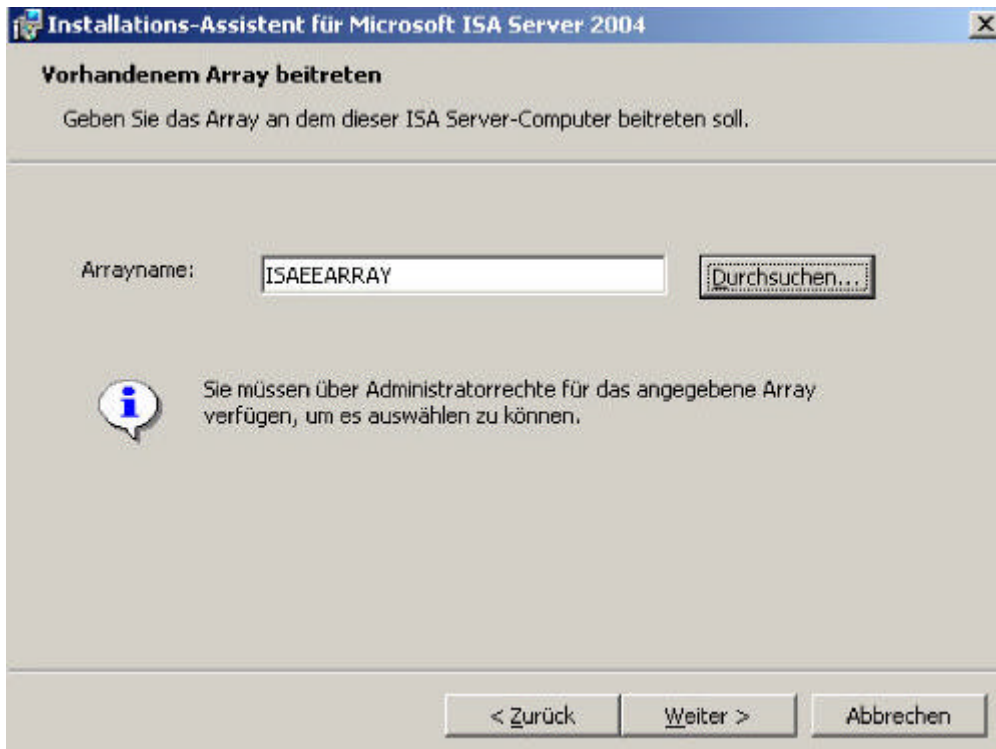 Installations-Assistent für Microsoft ISA Server 2004
Vorhandenem Array beitreten
Geben Sie das Array an dem dieser ISA Server-Computer beitreten soll.
Arrayname: ISAEEARRAY Durchsuchen...
Sie müssen über Administratorrechte für das angegebene Array
verfügen, um es auswählen zu können.
< Zurück Weiter > Abbrechen